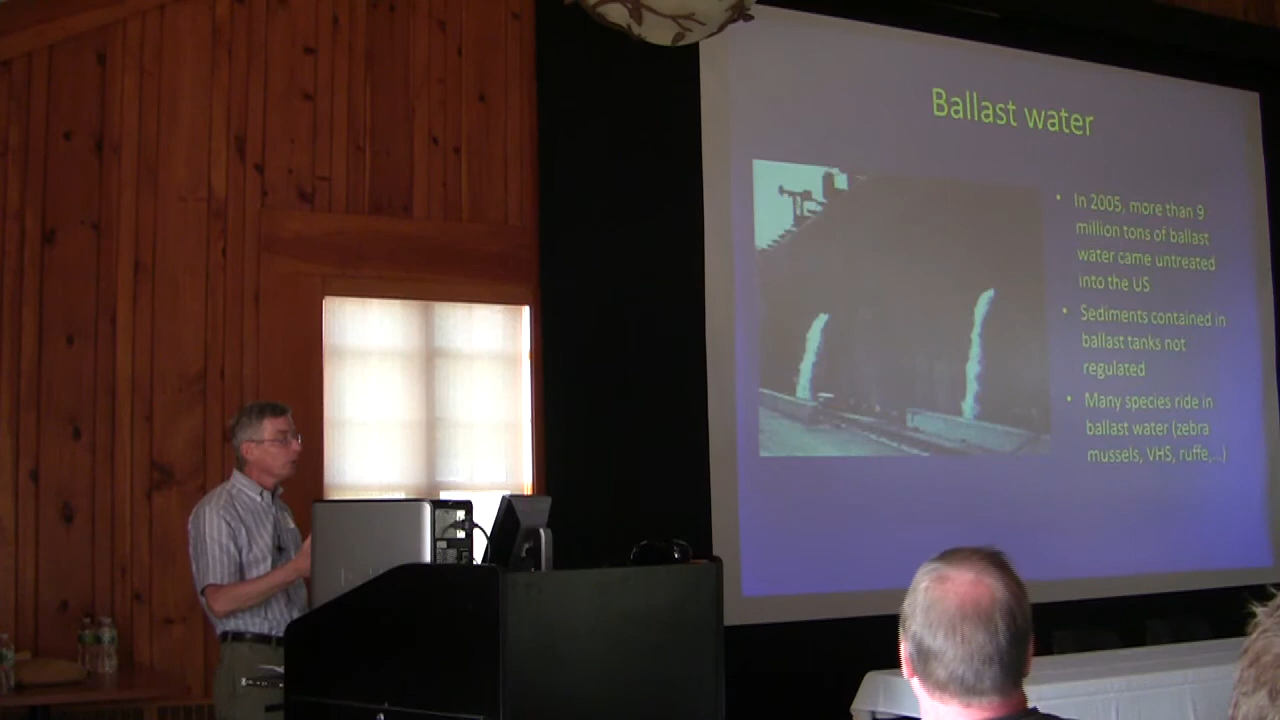 Ballast water
• In 2005, more than 9
million tons of ballast
water came untreated
into the US
• Sediments contained in
ballast tanks not
regulated
• Many species ride in
ballast water (zebra
mussels, VHS, ruffe,...)